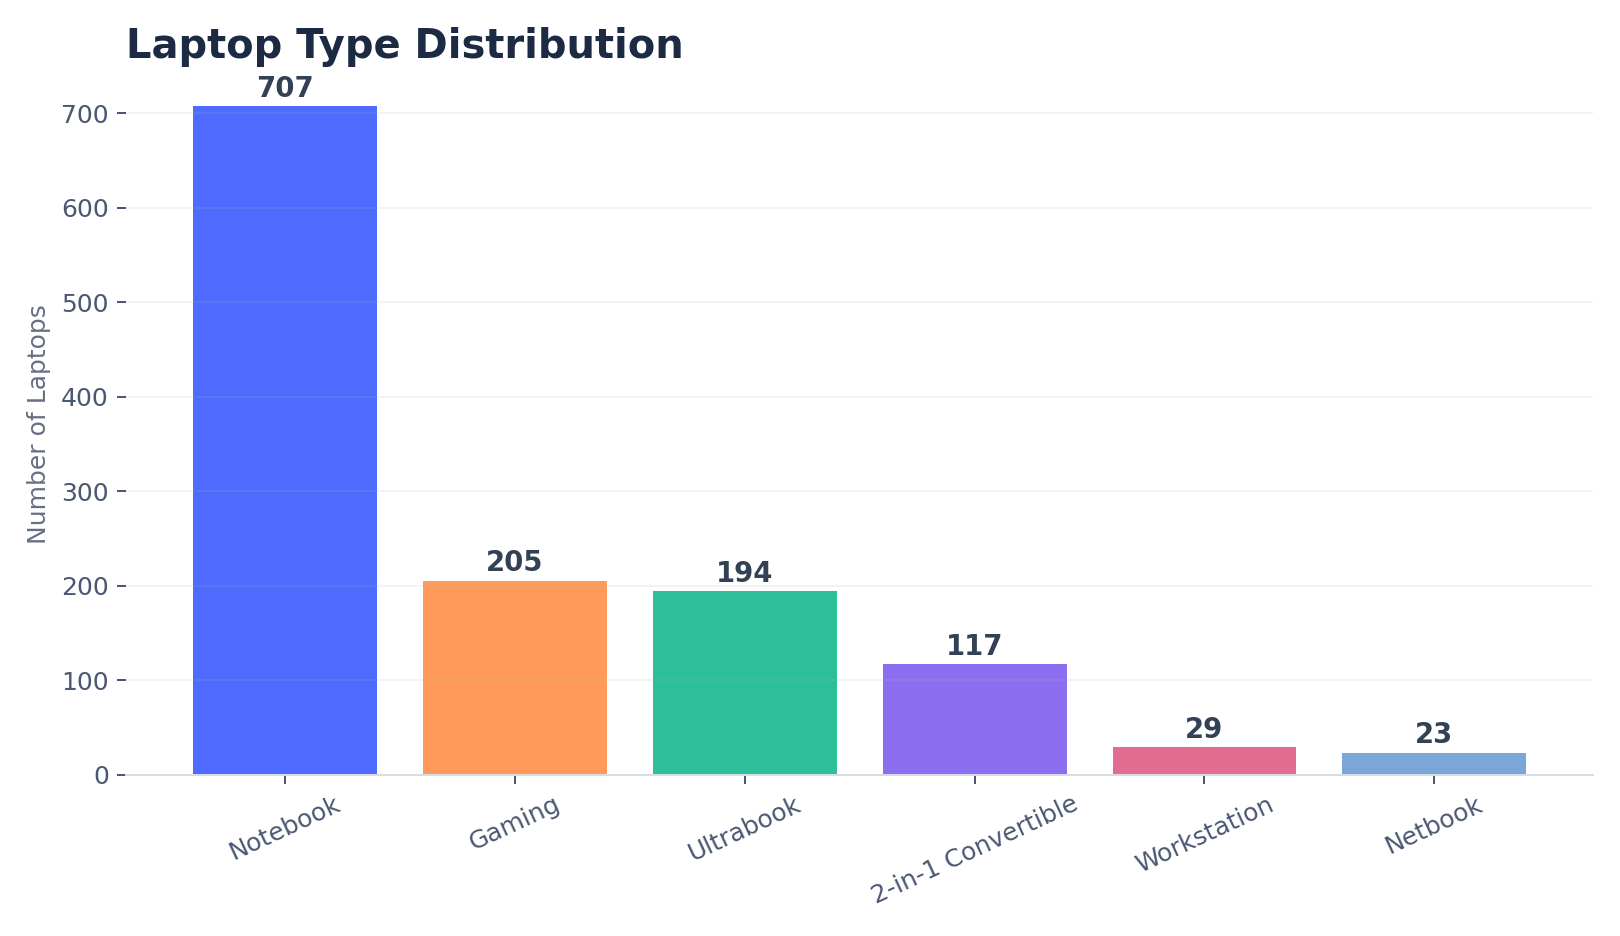 Laptop Type Distribution
Number of Laptops
700
600
500
400
300
200
100
0
707
205
194
117
29
23
Notebook
Gaming
Ultrabook
2-in-1 Convertible
Workstation
Netbook